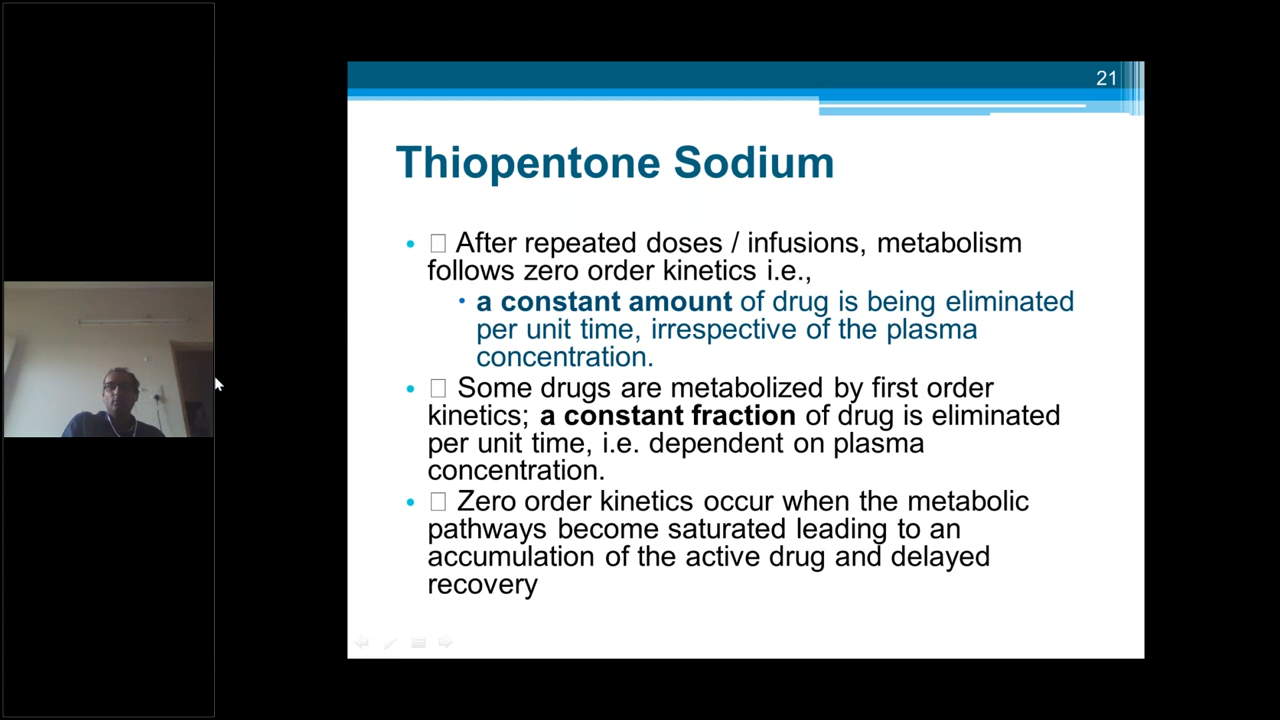 21
Thiopentone Sodium
• □ After repeated doses / infusions, metabolism
follows zero order kinetics i.e.,
• a constant amount of drug is being eliminated
per unit time, irrespective of the plasma
concentration.
• □ Some drugs are metabolized by first order
kinetics; a constant fraction of drug is eliminated
per unit time, i.e. dependent on plasma
concentration.
• □ Zero order kinetics occur when the metabolic
pathways become saturated leading to an
accumulation of the active drug and delayed
recovery